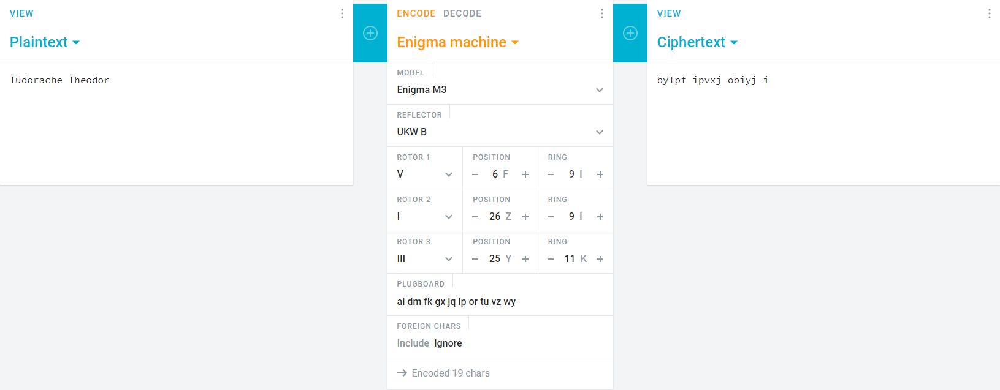 VIEW
Plaintext
Tudorache Theodor
ENCODE DECODE
Enigma machine
MODEL
Enigma M3
REFLECTOR
UKW B
ROTOR 1 POSITION RING
V − 6 F + − 9 I +
ROTOR 2 POSITION RING
I − 26 Z + − 9 I +
ROTOR 3 POSITION RING
III − 25 Y + − 11 K +
PLUGBOARD
ai dm fk gx jq lp or tu vz wy
FOREIGN CHARS
Include Ignore
→ Encoded 19 chars
VIEW
Ciphertext
bylpf ipvxj obiyj i